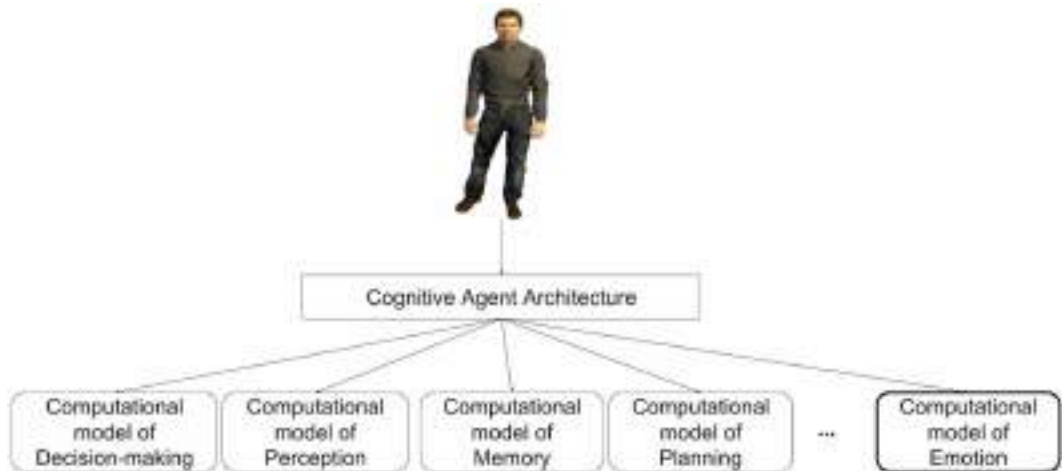 Cognitive Agent Architecture
Computational
model of
Decision-making
Computational
model of
Perception
Computational
model of
Memory
Computational
model of
Planning
...
Computational
model of
Emotion